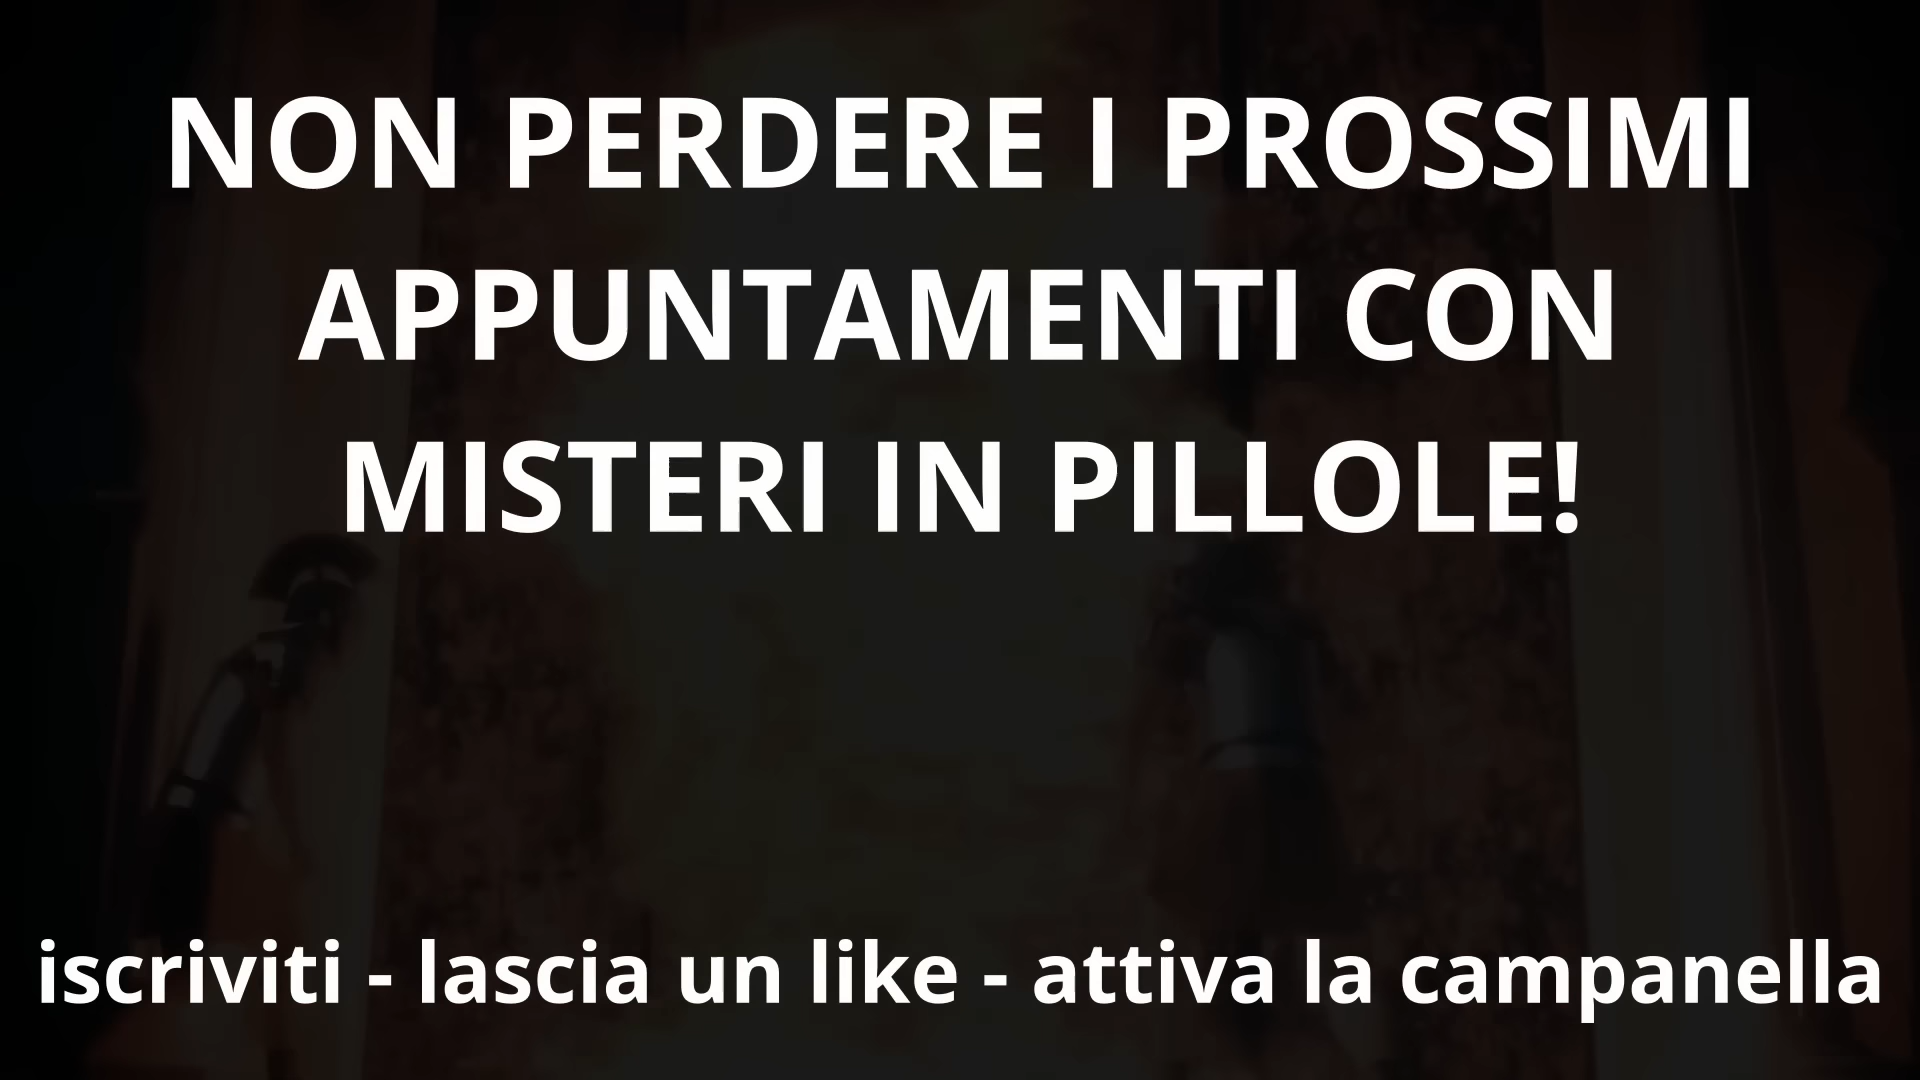 NON PERDERE I PROSSIMI
APPUNTAMENTI CON
MISTERI IN PILLOLE!
iscriviti - lascia un like - attiva la campanella